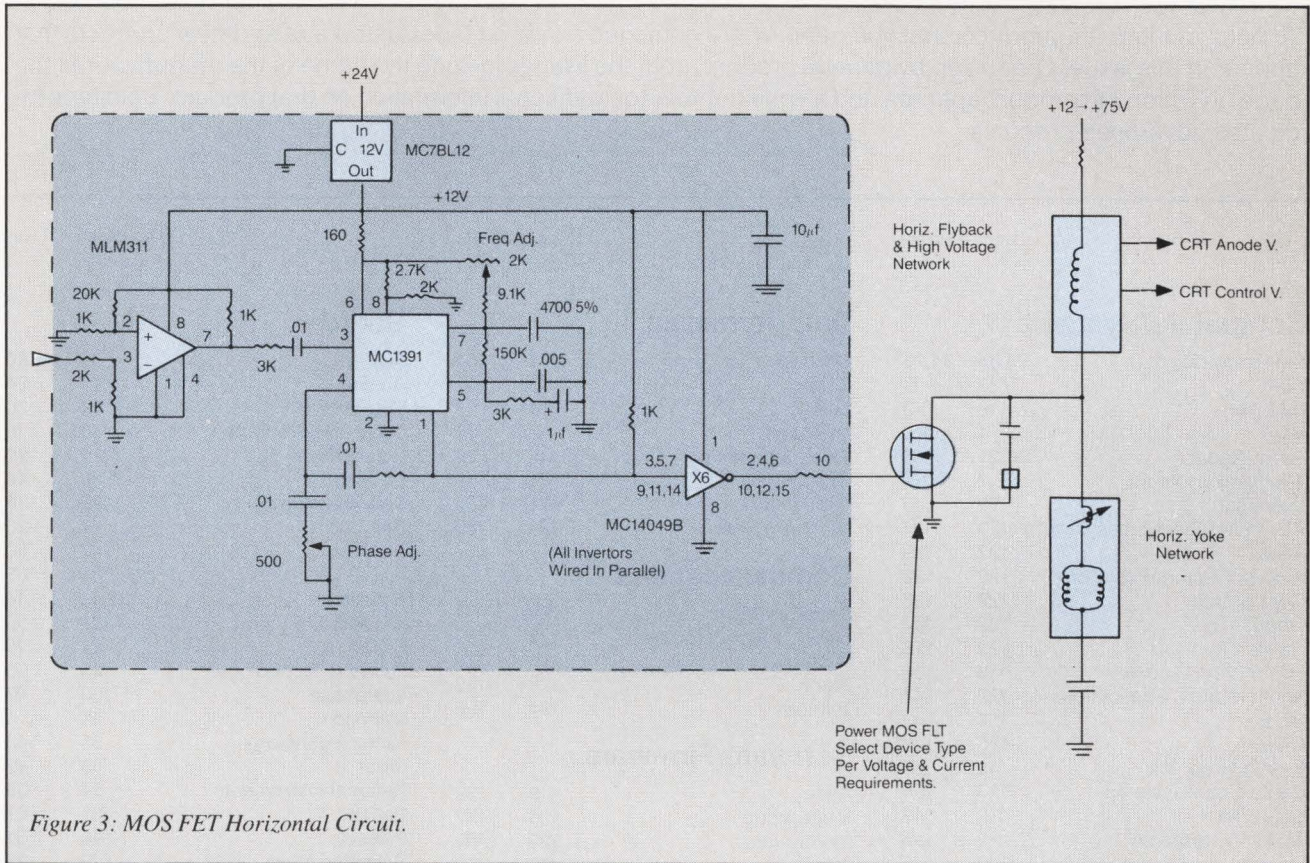 +24V
In
C 12V
Out
MC7BL12
+12V
160
Freq Adj.
2K
2.7K
2K
9.1K
4700 5%
10µf
MLM311
20K
1K
2
+
8
1K
7
3
−
2K
1K
1
4
3K
.01
6
8
3
MC1391
7
4
5
2
1
150K
.005
3K
+
1µf
1K
.01
.01
500
Phase Adj.
3,5,7
9,11,14
1
X6
8
2,4,6
10,12,15
10
MC14049B
(All Invertors
Wired In Parallel)
+12 → +75V
Horiz. Flyback
& High Voltage
Network
CRT Anode V.
CRT Control V.
Horiz. Yoke
Network
Power MOS FLT
Select Device Type
Per Voltage & Current
Requirements.
Figure 3: MOS FET Horizontal Circuit.